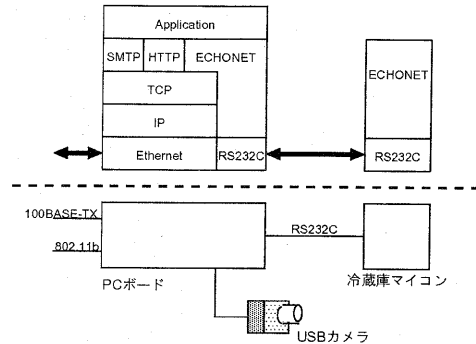 Application
SMTP HTTP ECHONET
TCP
IP
Ethernet RS232C
ECHONET
RS232C
100BASE-TX
802.11b
PCボード
RS232C
冷蔵庫マイコン
USBカメラ